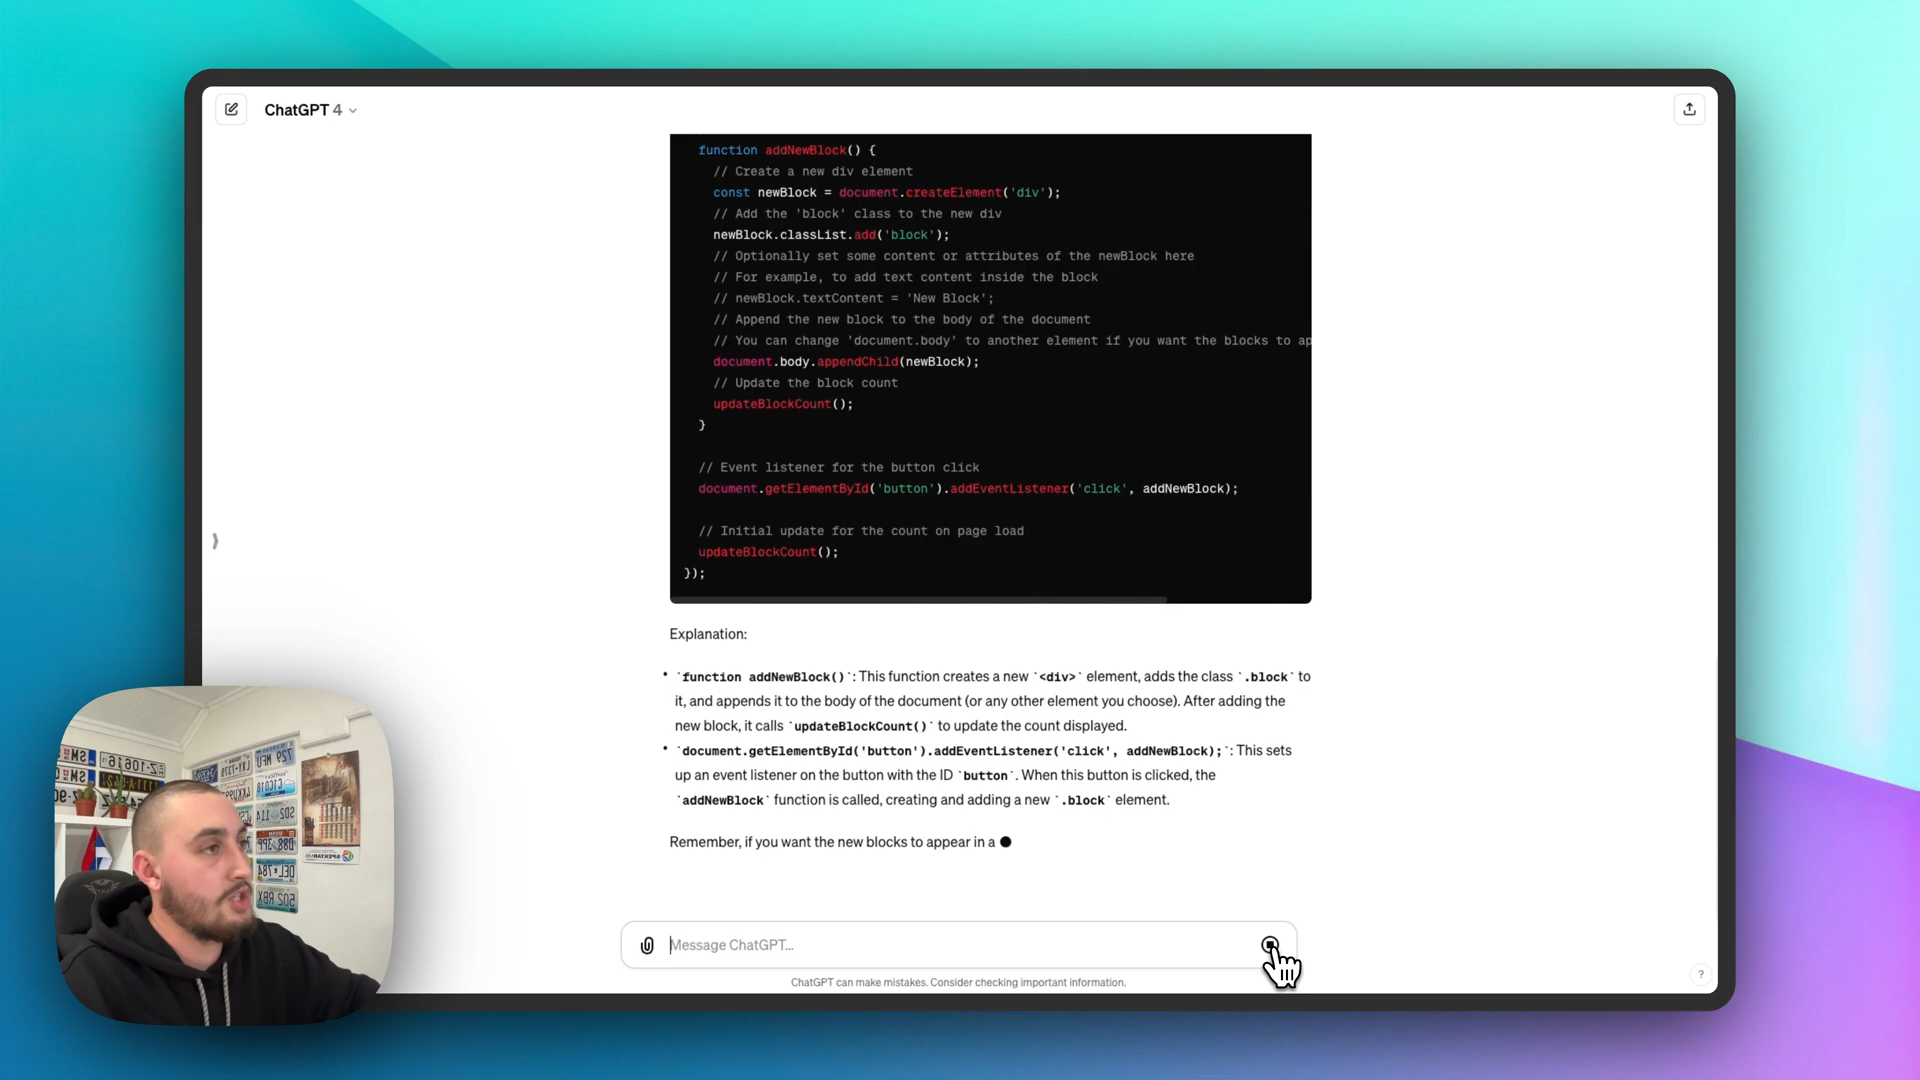 ChatGPT 4
function addNewBlock() {
// Create a new div element
const newBlock = document.createElement('div');
// Add the 'block' class to the new div
newBlock.classList.add('block');
// Optionally set some content or attributes of the newBlock here
// For example, to add text content inside the block
// newBlock.textContent = 'New Block';
// Append the new block to the body of the document
// You can change 'document.body' to another element if you want the blocks to ap
document.body.appendChild(newBlock);
// Update the block count
updateBlockCount();
}
// Event listener for the button click
document.getElementById('button').addEventListener('click', addNewBlock);
// Initial update for the count on page load
updateBlockCount();
});
Explanation:
• `function addNewBlock()`: This function creates a new `<div>` element, adds the class `.block` to
it, and appends it to the body of the document (or any other element you choose). After adding the
new block, it calls `updateBlockCount()` to update the count displayed.
• `document.getElementById('button').addEventListener('click', addNewBlock);`: This sets
up an event listener on the button with the ID `button`. When this button is clicked, the
`addNewBlock` function is called, creating and adding a new `.block` element.
Remember, if you want the new blocks to appear in a
Message ChatGPT...
ChatGPT can make mistakes. Consider checking important information.
?